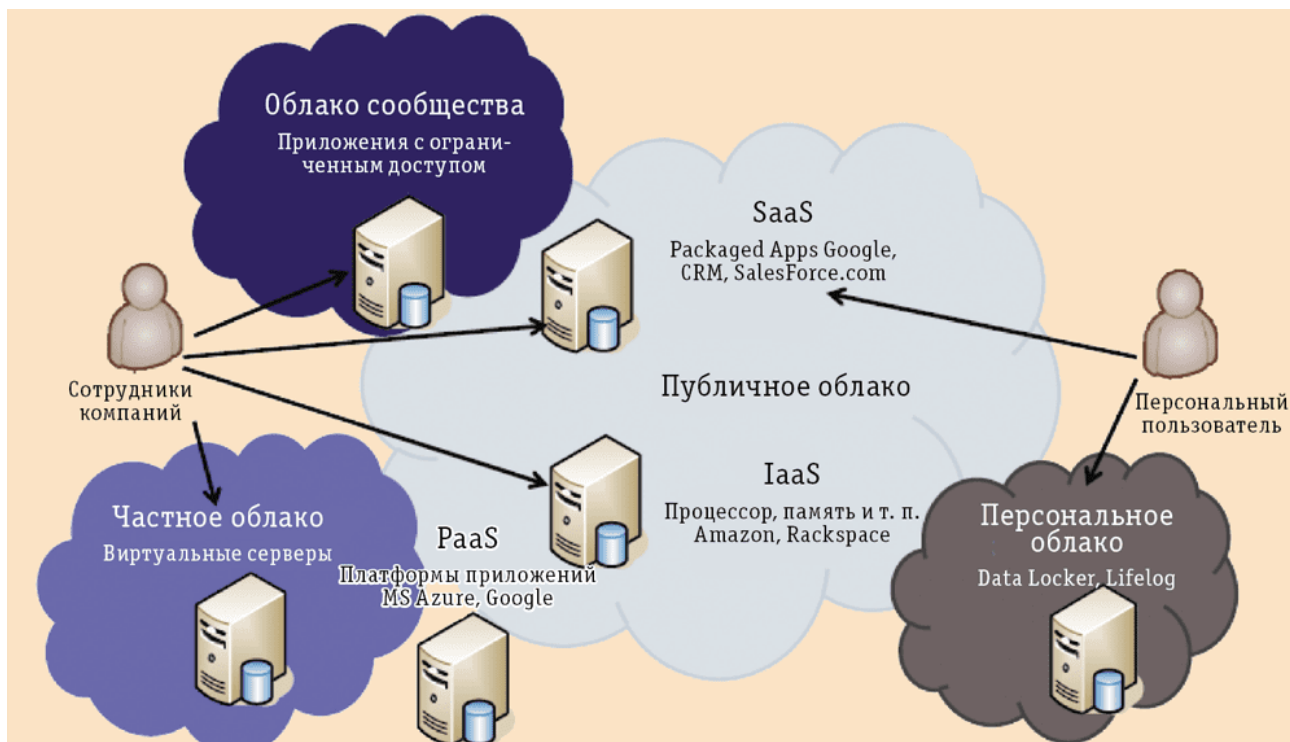 Облако сообщества
Приложения с ограни-
ченным доступом
SaaS
Packaged Apps Google,
CRM, SalesForce.com
Сотрудники
компаний
Публичное облако
Персональный
пользователь
Частное облако
Виртуальные серверы
PaaS
Платформы приложений
MS Azure, Google
IaaS
Процессор, память и т. п.
Amazon, Rackspace
Персональное
облако
Data Locker, Lifelog